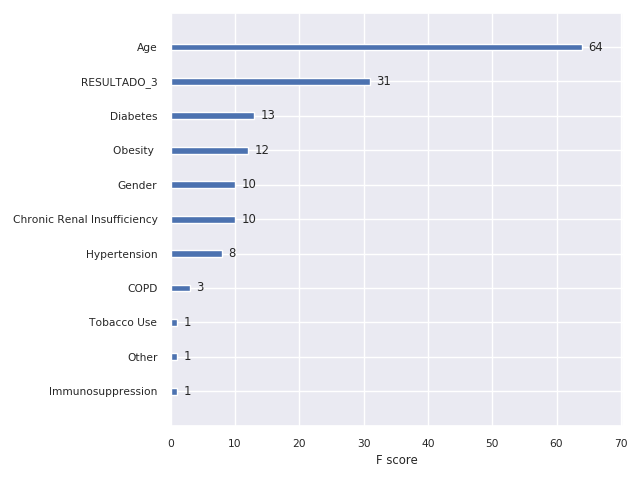 Age 64
RESULTADO_3 31
Diabetes 13
Obesity 12
Gender 10
Chronic Renal Insufficiency 10
Hypertension 8
COPD 3
Tobacco Use 1
Other 1
Immunosuppression 1
0 10 20 30 40 50 60 70
F score